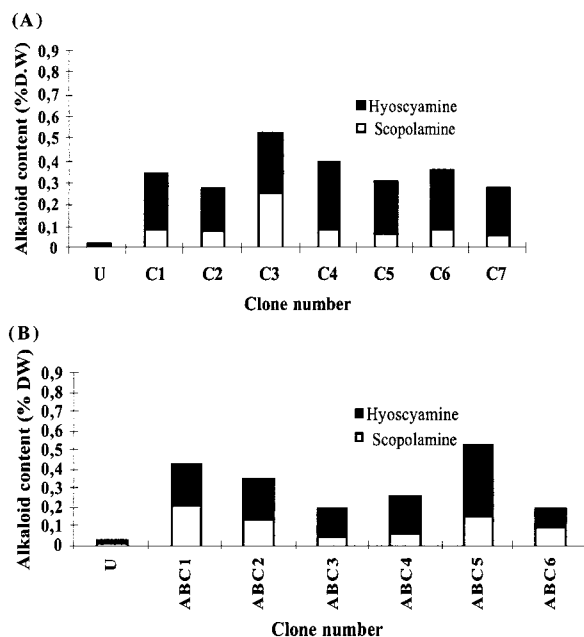 (A)
Alkaloid content (%D.W)
0,9
0,8
0,7
0,6
0,5
0,4
0,3
0,2
0,1
0
Hyoscyamine
Scopolamine
U C1 C2 C3 C4 C5 C6 C7
Clone number
(B)
Alkaloid content (% DW)
0,9
0,8
0,7
0,6
0,5
0,4
0,3
0,2
0,1
0
Hyoscyamine
Scopolamine
U ABC1 ABC2 ABC3 ABC4 ABC5 ABC6
Clone number